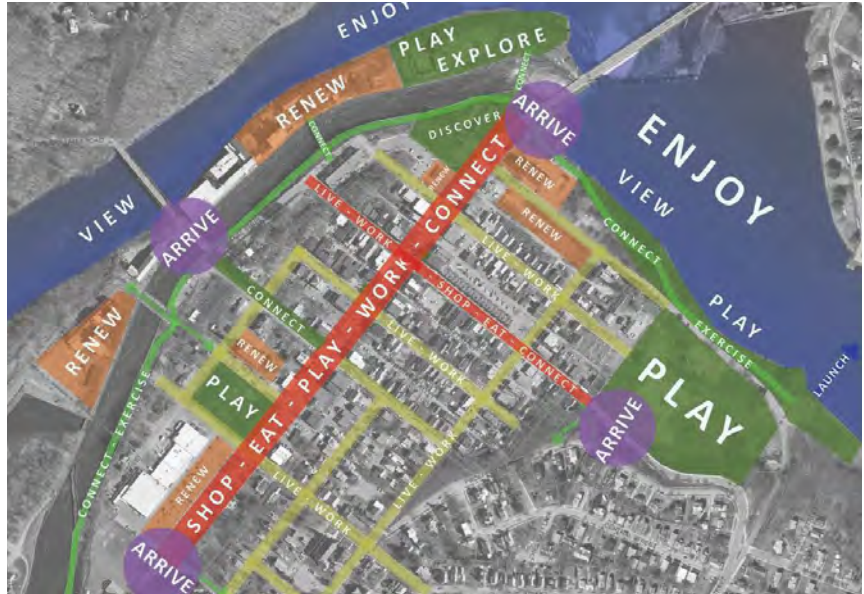 ENJOY
PLAY
EXPLORE
RENEW
CONNECT
CONNECT
ARRIVE
DISCOVER
ENJOY
VIEW
VIEW
ARRIVE
RENEW
RENEW
RENEW
LIVE - WORK - SHOP - EAT - CONNECT
SHOP - EAT - PLAY - WORK - CONNECT
LIVE - WORK
CONNECT
CONNECT
PLAY
EXERCISE
LAUNCH
RENEW
RENEW
PLAY
LIVE - WORK
LIVE - WORK
PLAY
ARRIVE
CONNECT - EXERCISE
RENEW
LIVE - WORK
LIVE - WORK
ARRIVE